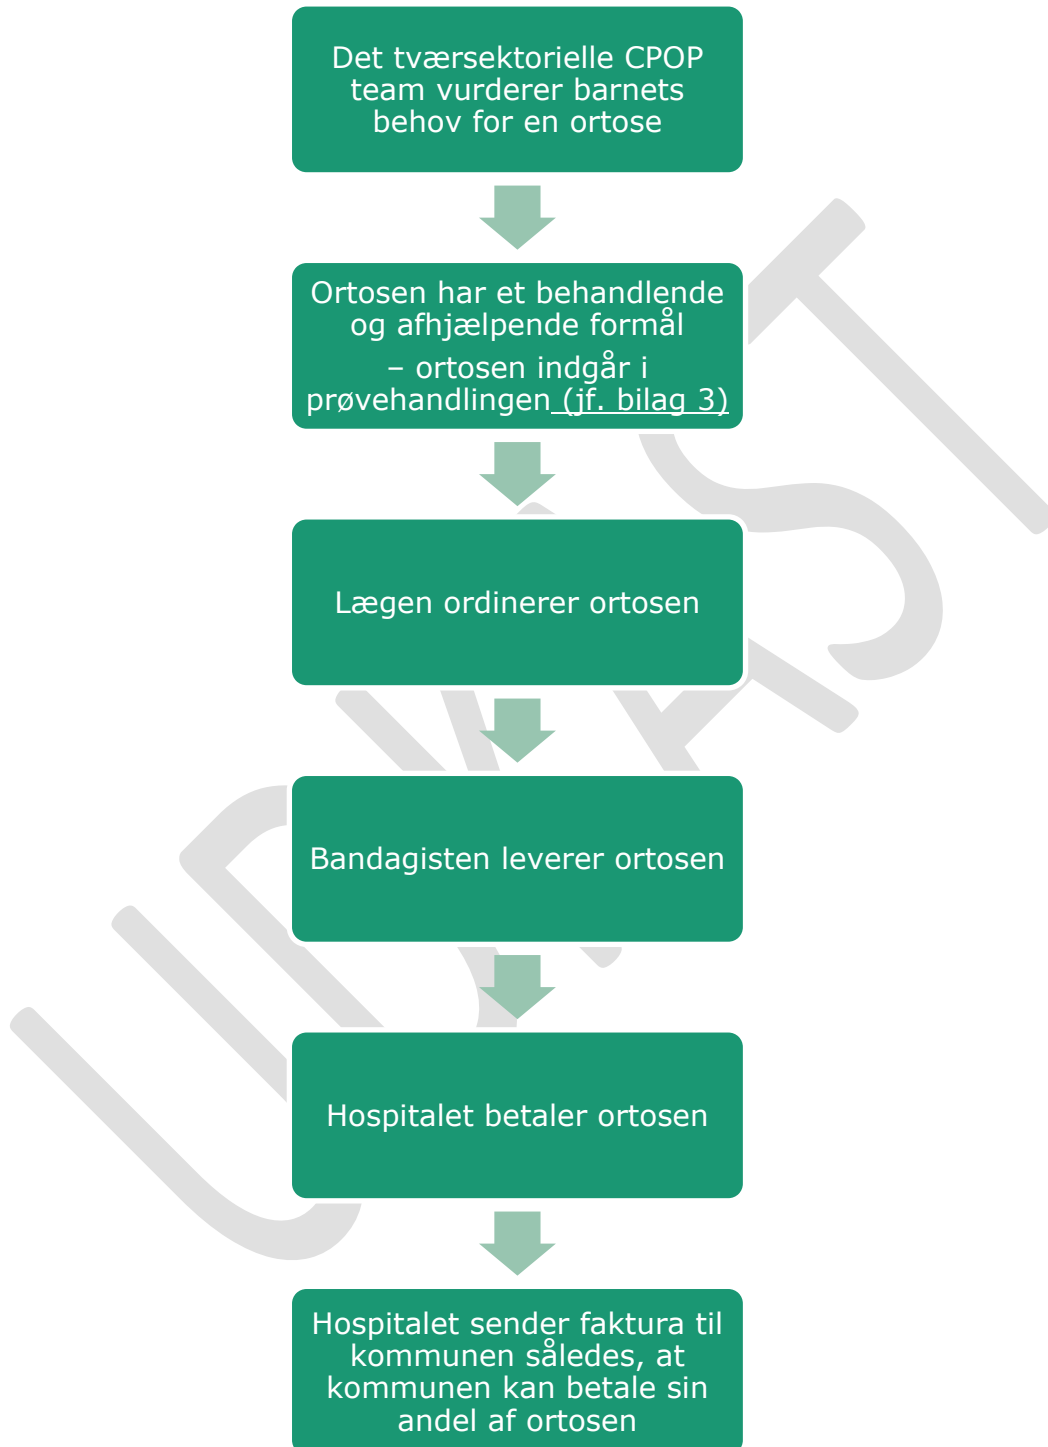 Det tværsektorielle CPOP
team vurderer barnets
behov for en ortose
Ortosen har et behandlende
og afhjælpende formål
– ortosen indgår i
prøvehandlingen (jf. bilag 3)
Lægen ordinerer ortosen
Bandagisten leverer ortosen
Hospitalet betaler ortosen
Hospitalet sender faktura til
kommunen således, at
kommunen kan betale sin
andel af ortosen
UDKAST